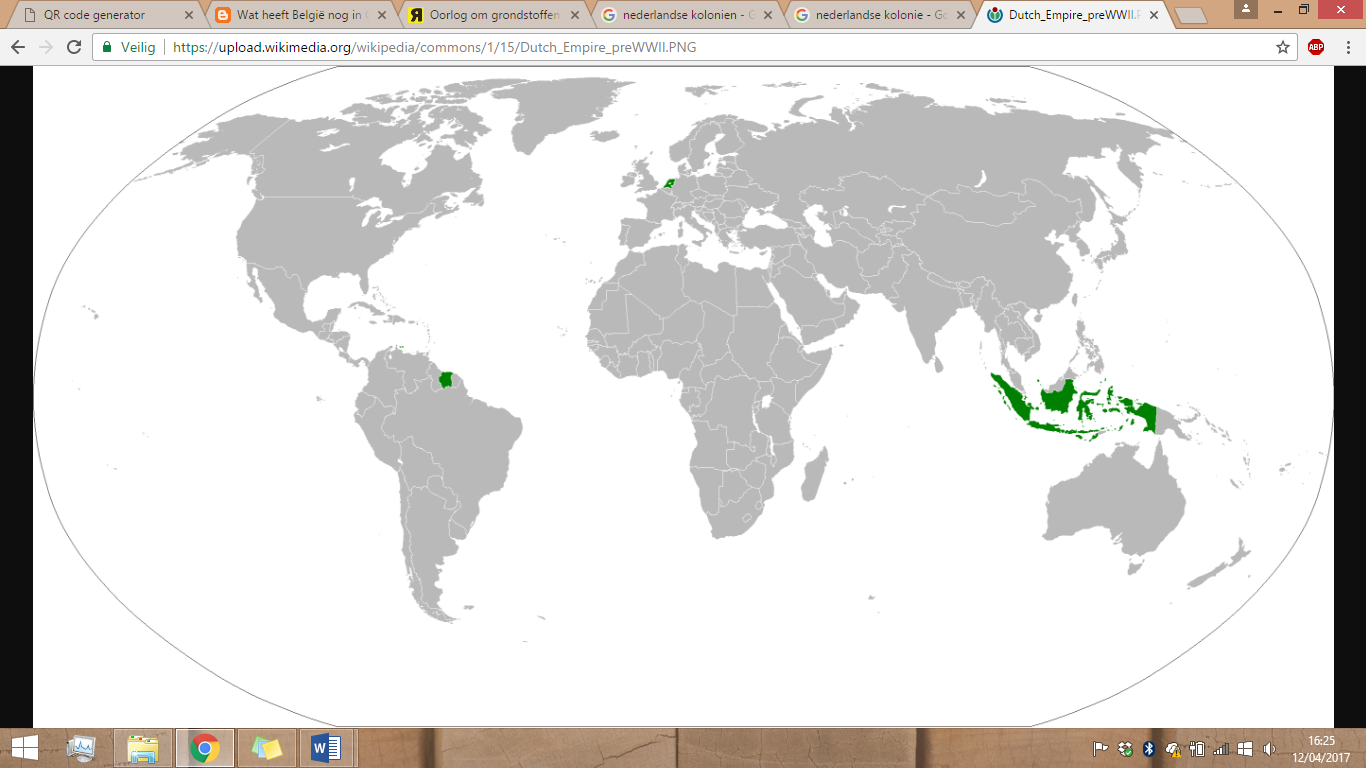 QR code generator
Wat heeft België nog in
Oorlog om grondstoffen
nederlandse kolonien - G
nederlandse kolonie - Go
Dutch_Empire_preWWII.P
Veilig
https://upload.wikimedia.org/wikipedia/commons/1/15/Dutch_Empire_preWWII.PNG
ABP
16:25
12/04/2017